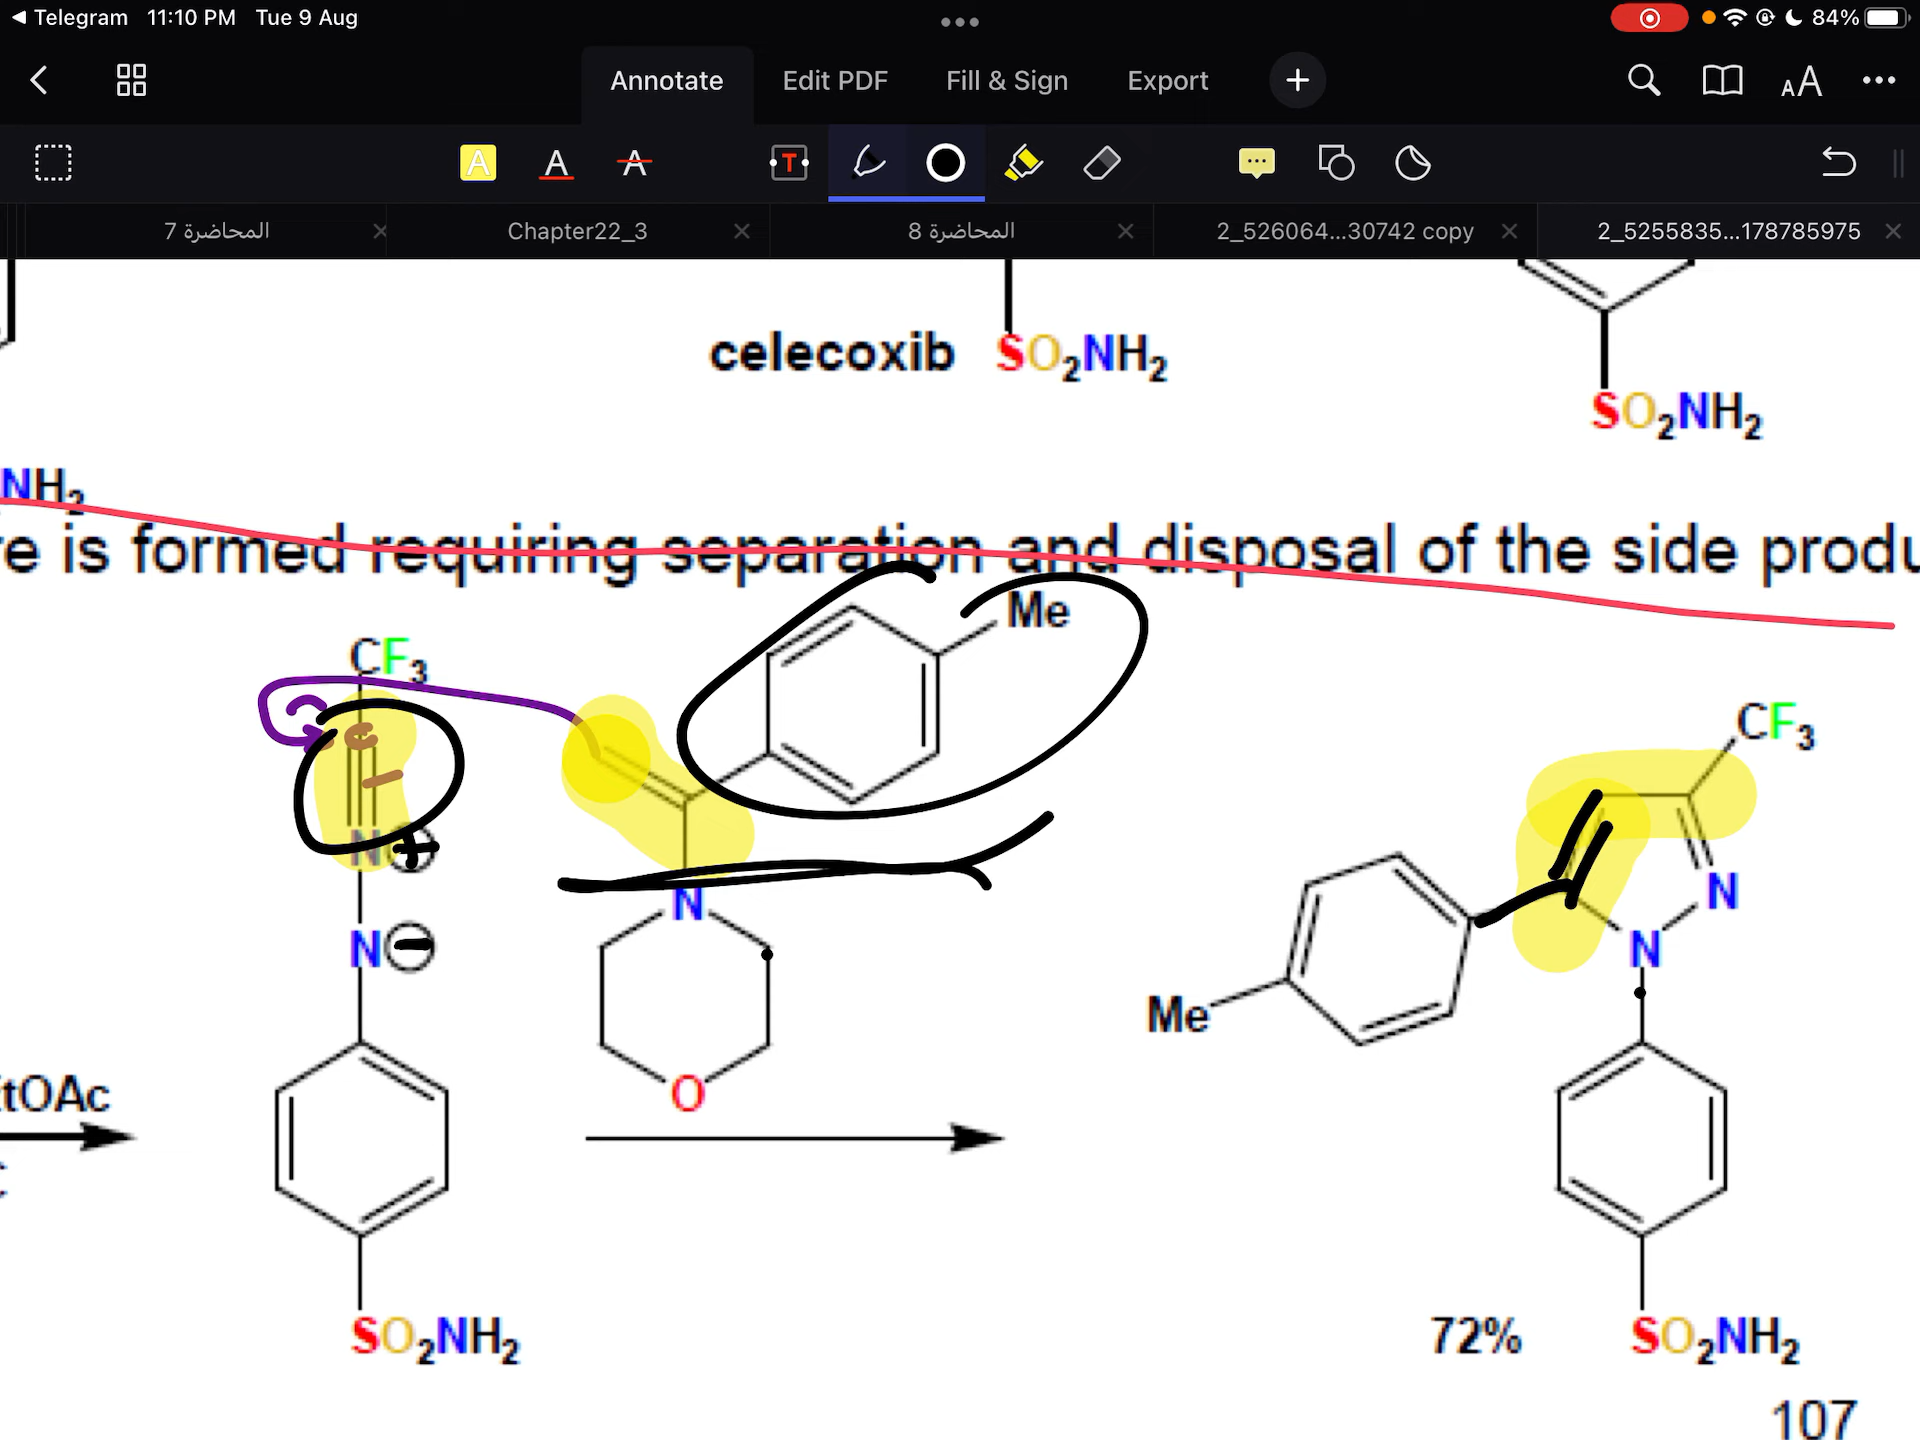 Telegram 11:10 PM Tue 9 Aug 84%
Annotate Edit PDF Fill & Sign Export
المحاضرة 7 Chapter22_3 المحاضرة 8 2_526064...30742 copy 2_5255835...178785975
celecoxib SO2NH2
SO2NH2
NH2
re is formed requiring separation and disposal of the side produ
Me
CF3
CF3
C
N +
N −
N
N
N
Me
O
tOAc
72%
SO2NH2
SO2NH2
107